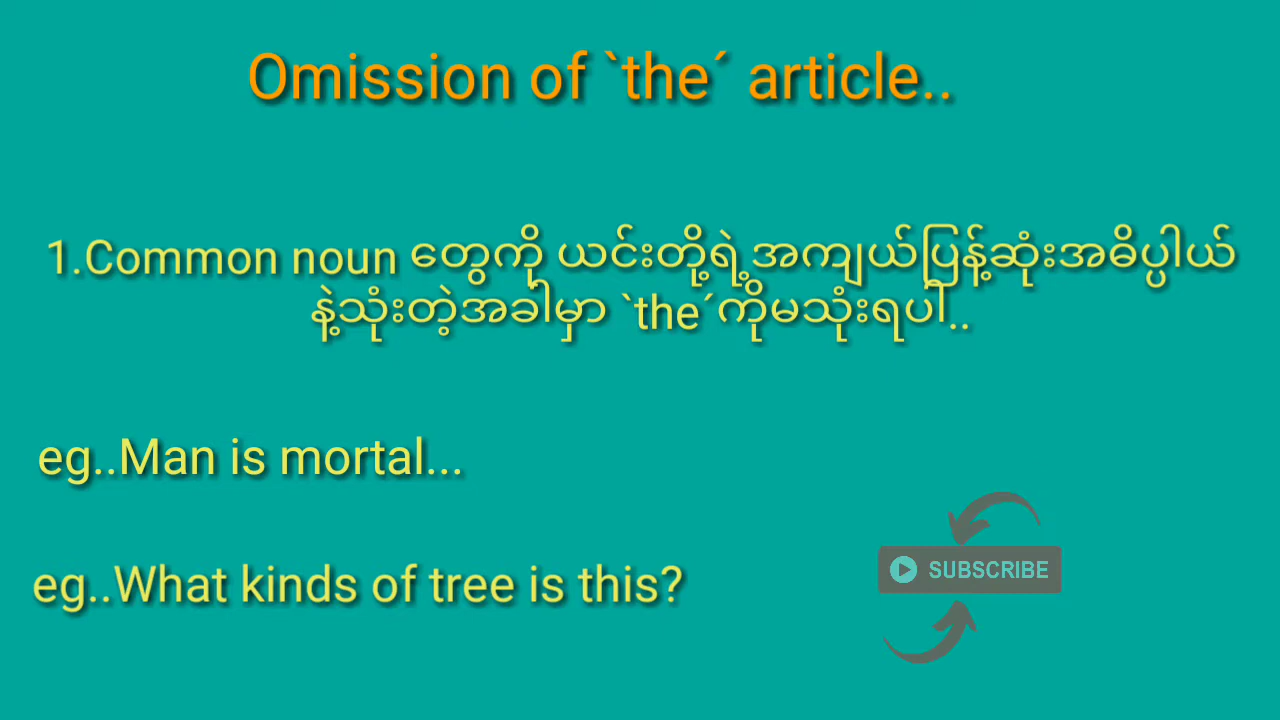 Omission of `the´ article..
1.Common noun တွေကို ယင်းတို့ရဲ့အကျယ်ပြန့်ဆုံးအဓိပ္ပါယ်
နဲ့သုံးတဲ့အခါမှာ `the´ကိုမသုံးရပါ..
eg..Man is mortal...
eg..What kinds of tree is this?
SUBSCRIBE